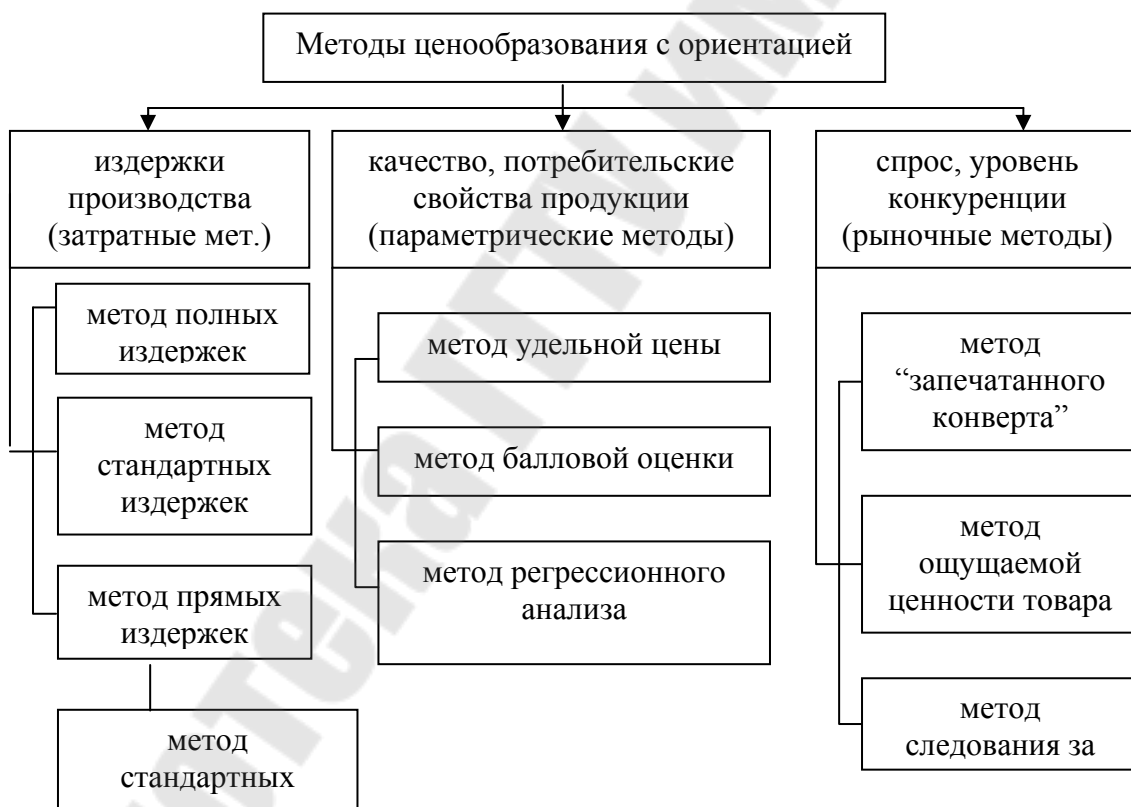 Методы ценообразования с ориентацией
издержки
производства
(затратные мет.)
качество, потребительские
свойства продукции
(параметрические методы)
спрос, уровень
конкуренции
(рыночные методы)
метод полных
издержек
метод
стандартных
издержек
метод прямых
издержек
метод
стандартных
метод удельной цены
метод балловой оценки
метод регрессионного
анализа
метод
“запечатанного
конверта”
метод
ощущаемой
ценности товара
метод
следования за